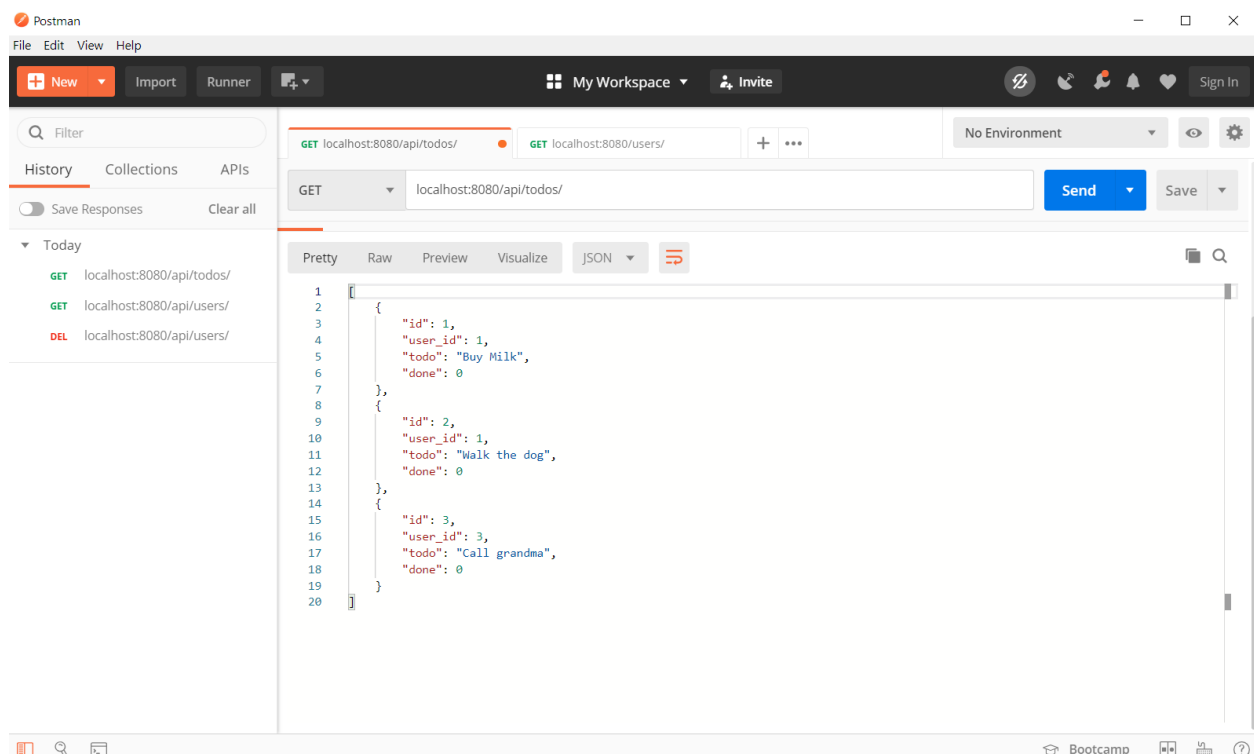 Postman
File Edit View Help
New Import Runner My Workspace Invite Sign In
Filter
History Collections APIs
Save Responses Clear all
Today
GET localhost:8080/api/todos/
GET localhost:8080/api/users/
DEL localhost:8080/api/users/
GET localhost:8080/api/todos/ GET localhost:8080/users/ No Environment
GET localhost:8080/api/todos/ Send Save
Pretty Raw Preview Visualize JSON
1 [
2 {
3 "id": 1,
4 "user_id": 1,
5 "todo": "Buy Milk",
6 "done": 0
7 },
8 {
9 "id": 2,
10 "user_id": 1,
11 "todo": "Walk the dog",
12 "done": 0
13 },
14 {
15 "id": 3,
16 "user_id": 3,
17 "todo": "Call grandma",
18 "done": 0
19 }
20 ]
Bootcamp